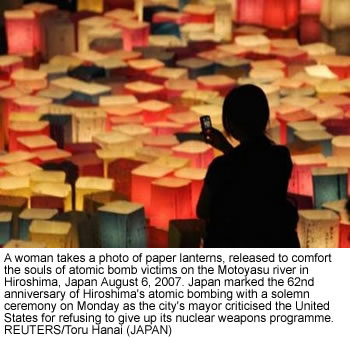 A woman takes a photo of paper lanterns, released to comfort
the souls of atomic bomb victims on the Motoyasu river in
Hiroshima, Japan August 6, 2007. Japan marked the 62nd
anniversary of Hiroshima's atomic bombing with a solemn
ceremony on Monday as the city's mayor criticised the United
States for refusing to give up its nuclear weapons programme.
REUTERS/Toru Hanai (JAPAN)